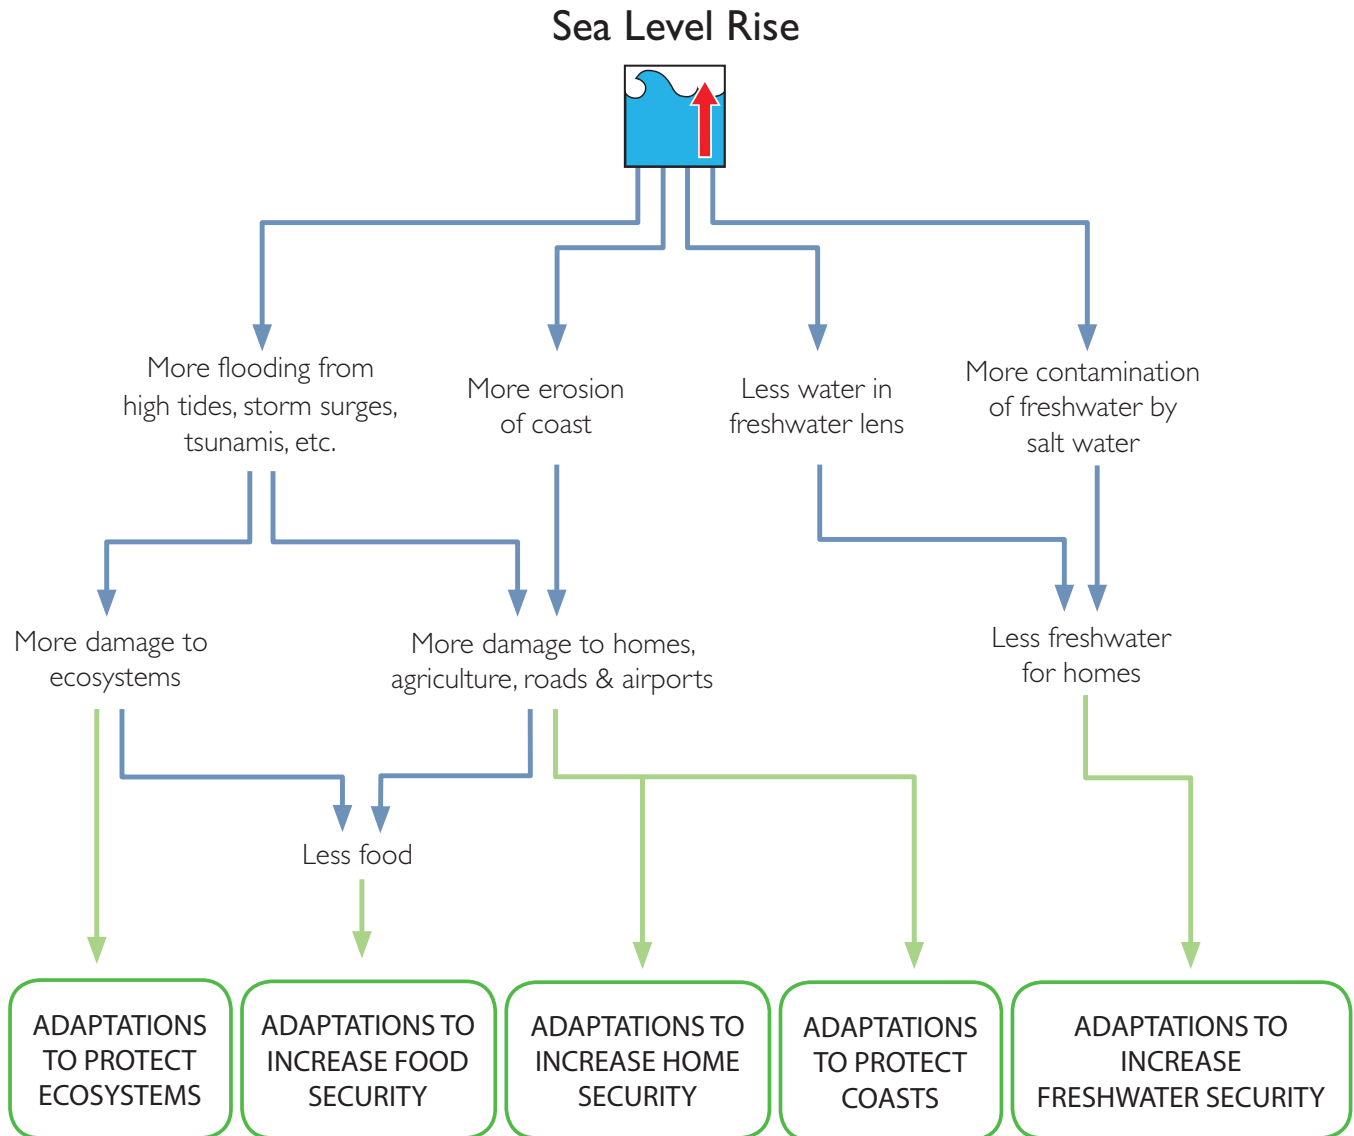 Sea Level Rise
More flooding from
high tides, storm surges,
tsunamis, etc.
More erosion
of coast
Less water in
freshwater lens
More contamination
of freshwater by
salt water
More damage to
ecosystems
More damage to homes,
agriculture, roads & airports
Less freshwater
for homes
Less food
ADAPTATIONS
TO PROTECT
ECOSYSTEMS
ADAPTATIONS TO
INCREASE FOOD
SECURITY
ADAPTATIONS TO
INCREASE HOME
SECURITY
ADAPTATIONS
TO PROTECT
COASTS
ADAPTATIONS TO
INCREASE
FRESHWATER SECURITY